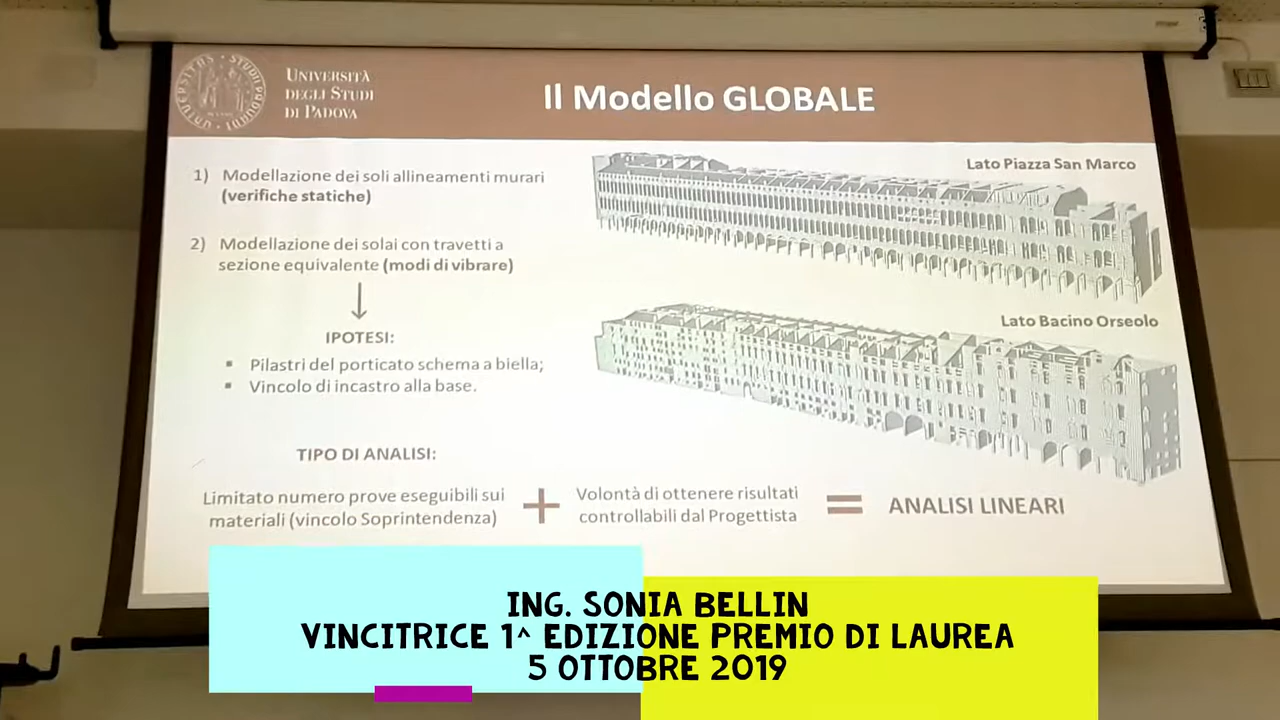 UNIVERSITÀ
DEGLI STUDI
DI PADOVA
Il Modello GLOBALE
1) Modellazione dei soli allineamenti murari
(verifiche statiche)
2) Modellazione dei solai con travetti a
sezione equivalente (modi di vibrare)
IPOTESI:
▪ Pilastri del porticato schema a biella;
▪ Vincolo di incastro alla base.
Lato Piazza San Marco
Lato Bacino Orseolo
TIPO DI ANALISI:
Limitato numero prove eseguibili sui
materiali (vincolo Soprintendenza)
+
Volontà di ottenere risultati
controllabili dal Progettista
=
ANALISI LINEARI
ING. SONIA BELLIN
VINCITRICE 1^ EDIZIONE PREMIO DI LAUREA
5 OTTOBRE 2019